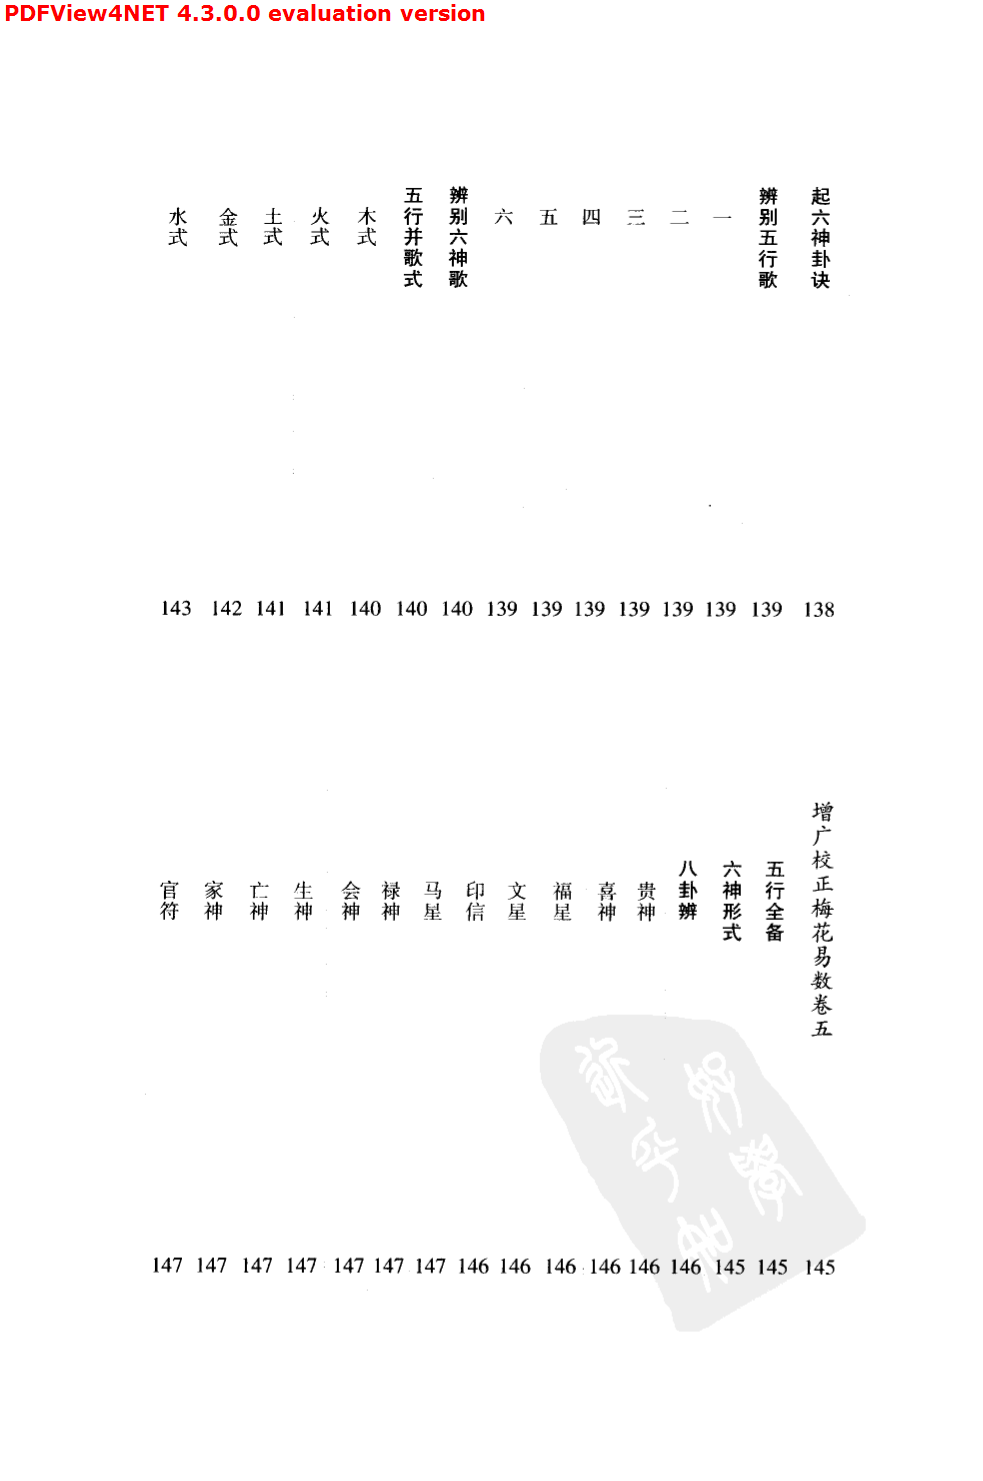 PDFView4NET 4.3.0.0 evaluation version
起六神卦诀 138
辨别五行歌 139
一 139
二 139
三 139
四 139
五 139
六 139
辨别六神歌 140
五行并歌式 140
木式 140
火式 141
土式 141
金式 142
水式 143
增广校正梅花易数卷五 145
五行全备 145
六神形式 145
八卦辨 146
贵神 146
喜神 146
福星 146
文星 146
印信 146
马星 147
禄神 147
会神 147
生神 147
亡神 147
家神 147
官符 147